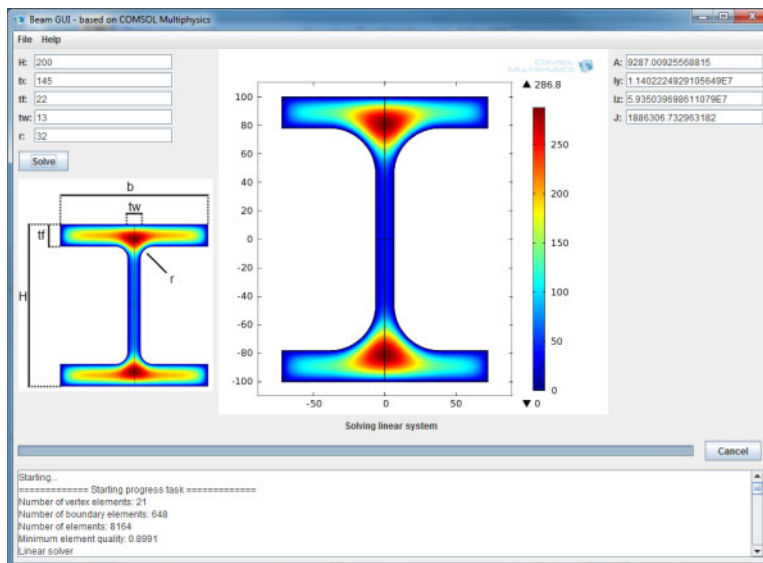 Beam GUI - based on COMSOL Multiphysics
File Help
H: 200
b: 145
tf: 22
tw: 13
r: 32
Solve
b
tw
tf
r
H
COMSOL
MULTIPHYSICS
▲ 286.8
100
80
60
40
20
0
-20
-40
-60
-80
-100
-50
0
50
250
200
150
100
50
0
▼ 0
A: 9287.00925568815
Iy: 1.1402224929105649E7
Iz: 5.935039698611079E7
J: 1886306.732963182
Solving linear system
Cancel
Starting...
============= Starting progress task =============
Number of vertex elements: 21
Number of boundary elements: 648
Number of elements: 8164
Minimum element quality: 0.8991
Linear solver